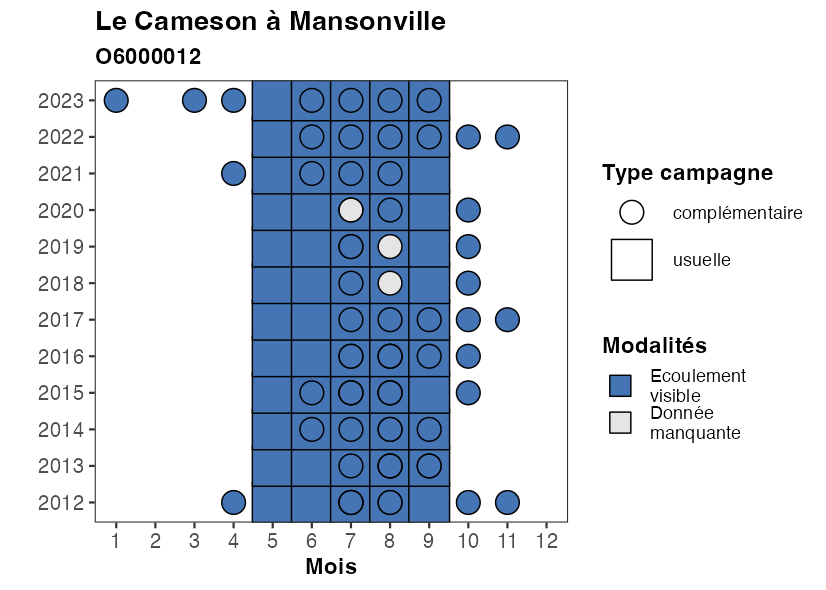 Le Cameson à Mansonville
O6000012
2023
2022
2021
2020
2019
2018
2017
2016
2015
2014
2013
2012
1 2 3 4 5 6 7 8 9 10 11 12
Mois
Type campagne
complémentaire
usuelle
Modalités
Ecoulement
visible
Donnée
manquante